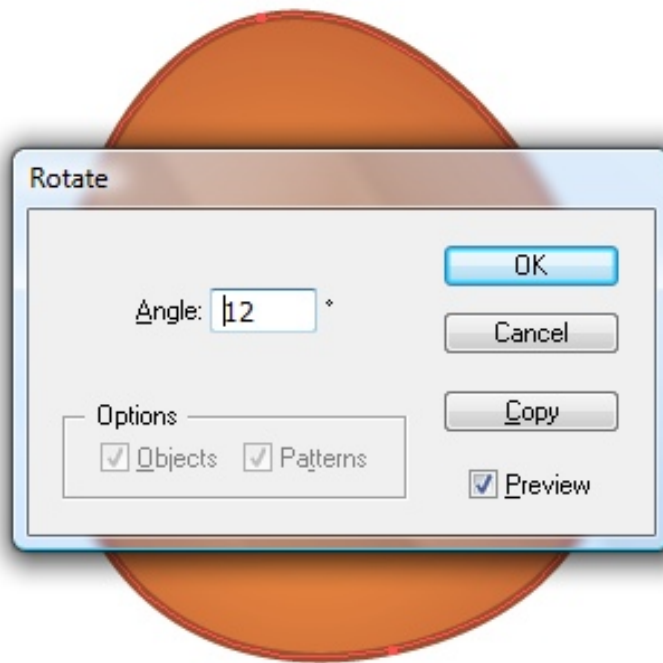 Rotate
OK
Angle: 12 °
Cancel
Options
Copy
Objects Patterns
Preview